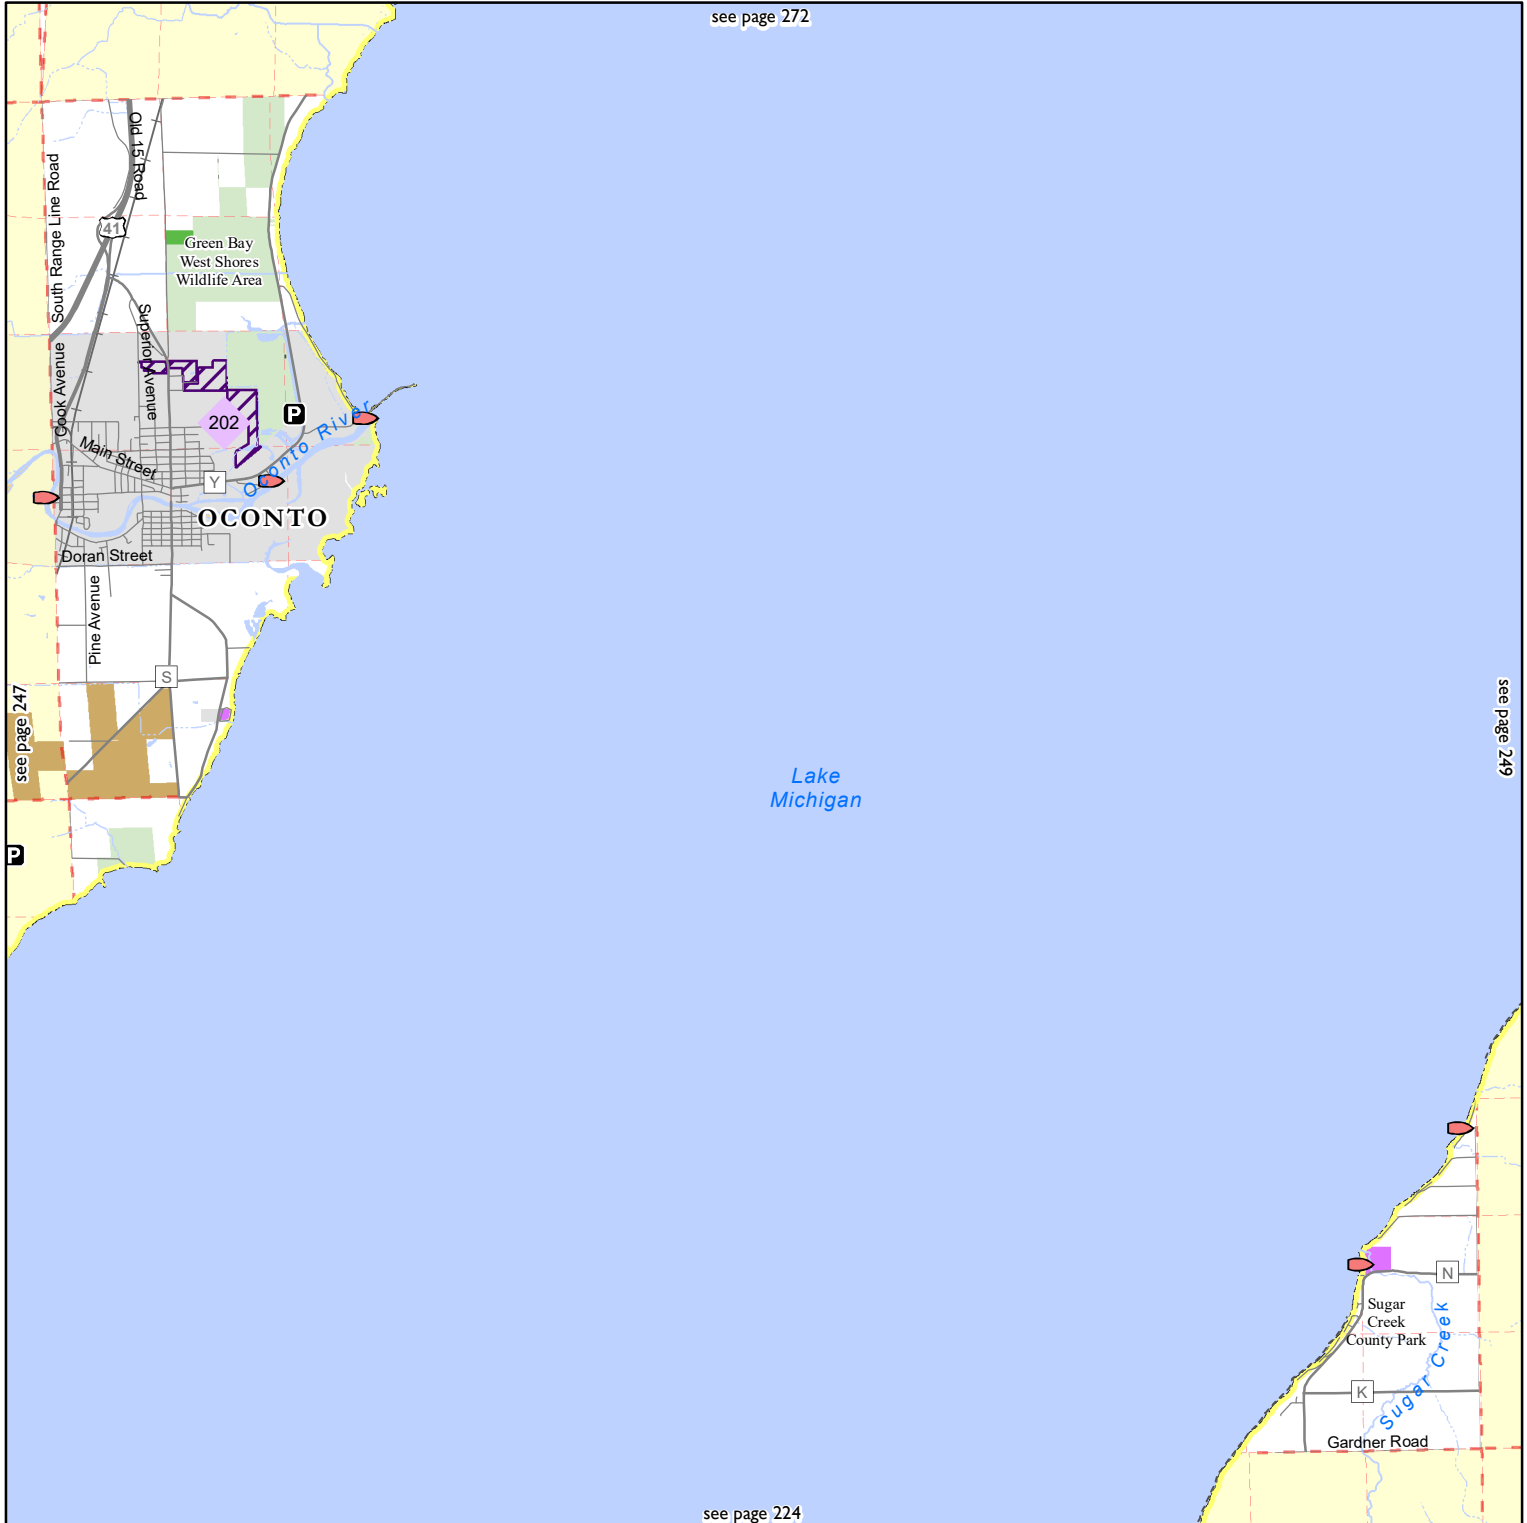 see page 272
Old 15 Road
South Range Line Road
41
Green Bay
West Shores
Wildlife Area
Superior Avenue
Cook Avenue
202
P
Oconto River
Main Street
Y
OCONTO
Doran Street
Pine Avenue
S
see page 247
see page 249
Lake
Michigan
P
N
Sugar
Creek
County Park
Sugar Creek
K
Gardner Road
see page 224